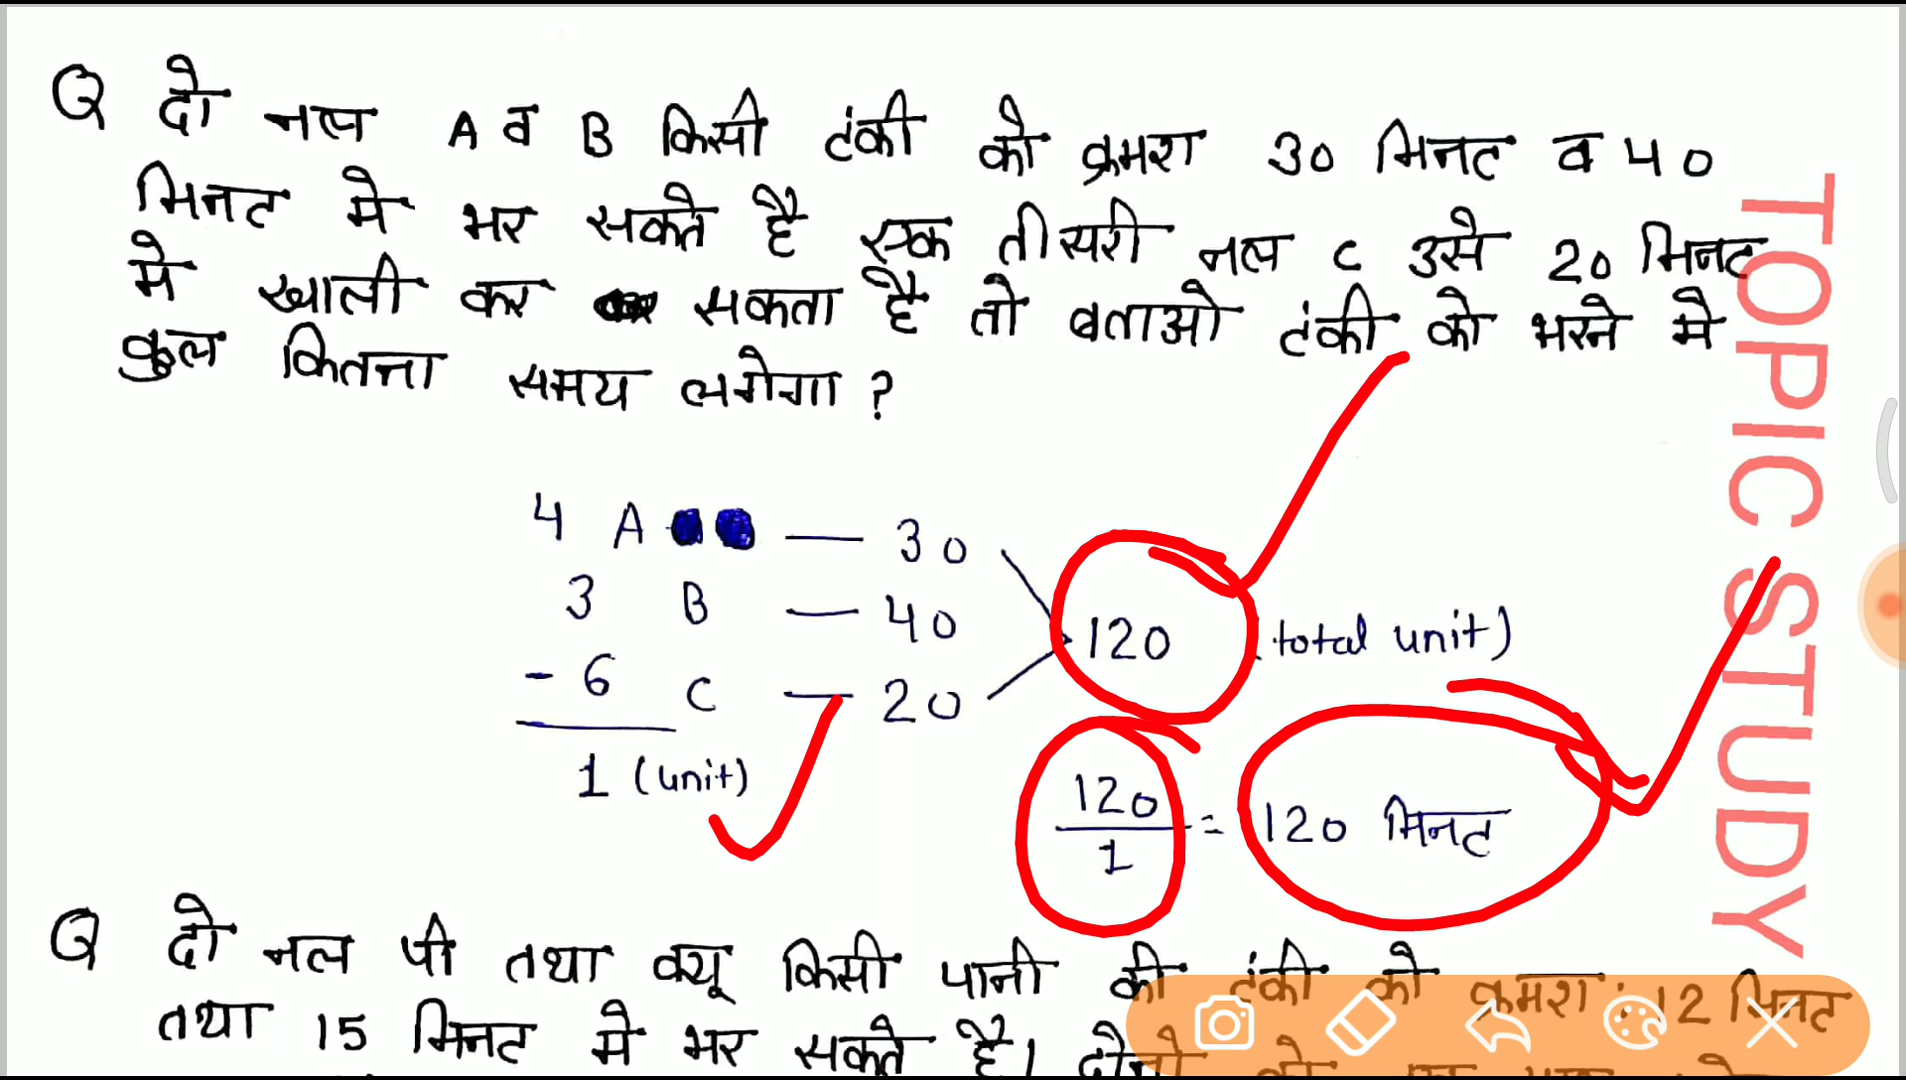 Q दो नल A व B किसी टंकी को क्रमश 30 मिनट व 40
मिनट मे भर सकते है एक तीसरी नल C उसे 20 मिनट
मे खाली कर सकता है तो बताओ टंकी को भरने मे
कुल कितना समय लगेगा ?
4 A — 30
3 B — 40
- 6 C — 20
120 (total unit)
1 (unit)
120/1 = 120 मिनट
Q दो नल पी तथा क्यू किसी पानी की टंकी को क्रमश : 12 मिनट
तथा 15 मिनट मे भर सकते है। दोनो को
TOPIC STUDY